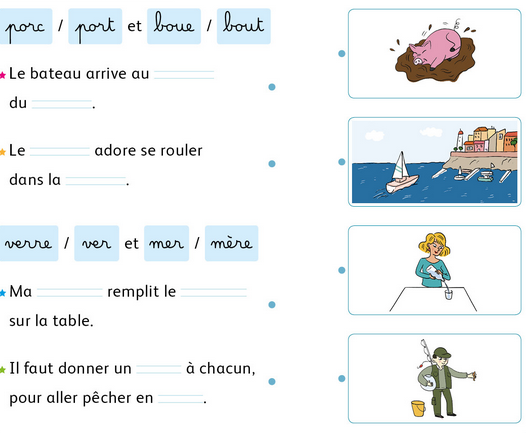 porc / port et boue / bout
Le bateau arrive au
du .
Le adore se rouler
dans la .
verre / ver et mer / mère
Ma remplit le
sur la table.
Il faut donner un à chacun,
pour aller pêcher en .